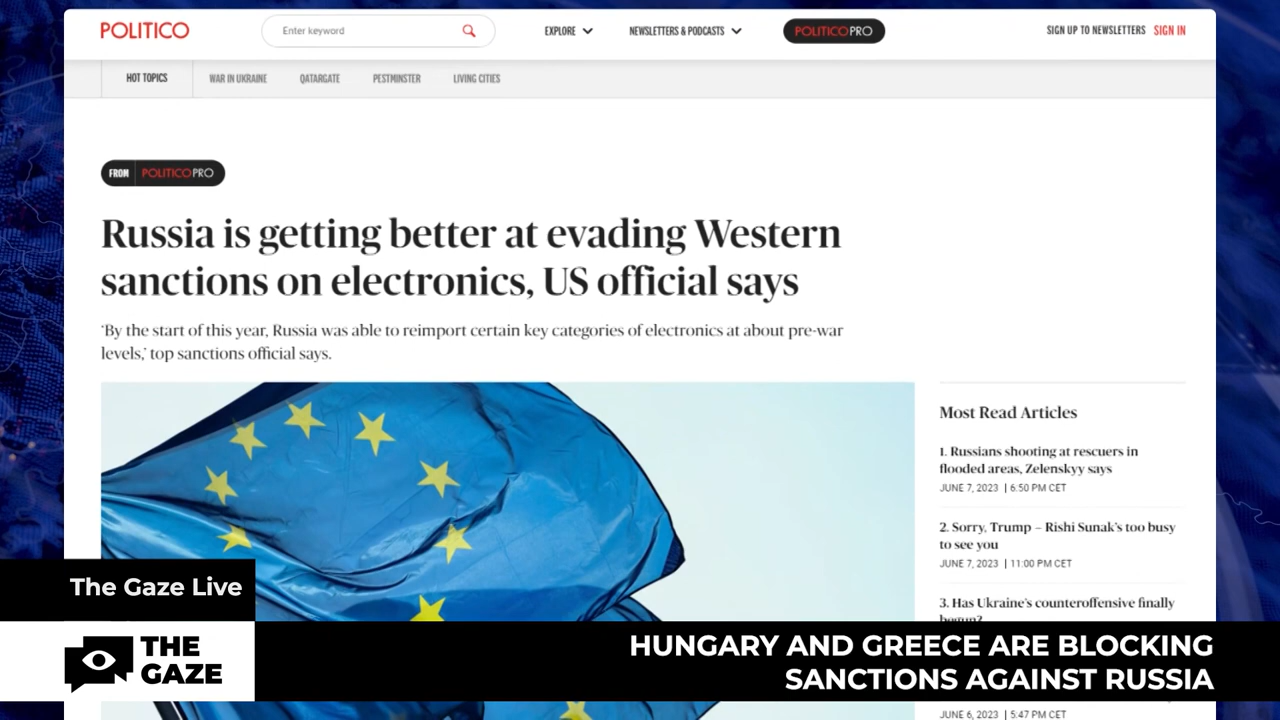 POLITICO
Enter keyword
EXPLORE
NEWSLETTERS & PODCASTS
POLITICO PRO
SIGN UP TO NEWSLETTERS
SIGN IN
HOT TOPICS
WAR IN UKRAINE
QATARGATE
PESTMINSTER
LIVING CITIES
FROM POLITICO PRO
Russia is getting better at evading Western
sanctions on electronics, US official says
‘By the start of this year, Russia was able to reimport certain key categories of electronics at about pre-war
levels,’ top sanctions official says.
Most Read Articles
1. Russians shooting at rescuers in
flooded areas, Zelenskyy says
JUNE 7, 2023 | 6:50 PM CET
2. Sorry, Trump – Rishi Sunak’s too busy
to see you
JUNE 7, 2023 | 11:00 PM CET
3. Has Ukraine’s counteroffensive finally
begun?
The Gaze Live
THE
GAZE
HUNGARY AND GREECE ARE BLOCKING
SANCTIONS AGAINST RUSSIA
JUNE 6, 2023 | 5:47 PM CET